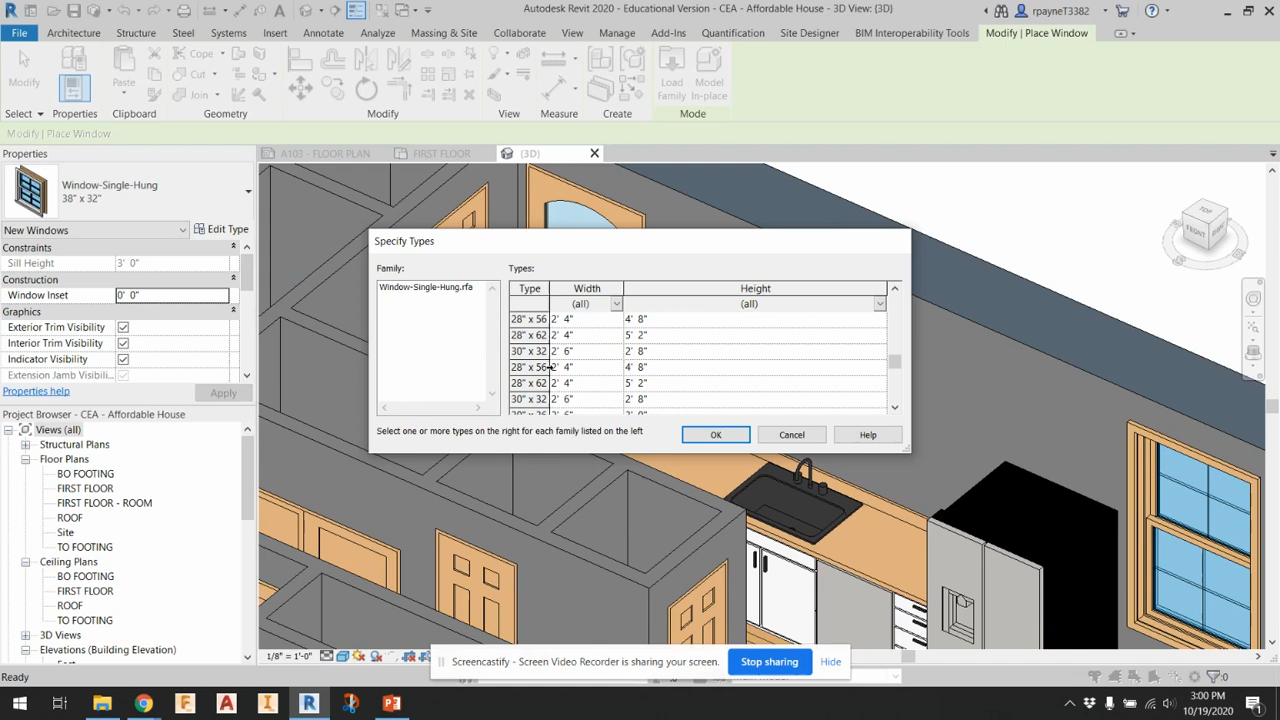 Autodesk Revit 2020 - Educational Version - CEA - Affordable House - 3D View: {3D}
rpayneT3382
File Architecture Structure Steel Systems Insert Annotate Analyze Massing & Site Collaborate View Manage Add-Ins Quantification Site Designer BIM Interoperability Tools Modify | Place Window
Modify Paste Cope Cut Join Load Family Model In-place
Select Properties Clipboard Geometry Modify View Measure Create Mode
Modify | Place Window
Properties
A103 - FLOOR PLAN FIRST FLOOR {3D}
Window-Single-Hung
38" x 32"
New Windows Edit Type
Constraints
Sill Height 3' 0"
Construction
Window Inset 0' 0"
Graphics
Exterior Trim Visibility
Interior Trim Visibility
Indicator Visibility
Extension Jamb Visibili...
Properties help Apply
Project Browser - CEA - Affordable House
Views (all)
Structural Plans
Floor Plans
BO FOOTING
FIRST FLOOR
FIRST FLOOR - ROOM
ROOF
Site
TO FOOTING
Ceiling Plans
BO FOOTING
FIRST FLOOR
ROOF
TO FOOTING
3D Views
Elevations (Building Elevation)
Specify Types
Family: Types:
Window-Single-Hung.rfa
Type Width Height
(all) (all)
28" x 56 2' 4" 4' 8"
28" x 62 2' 4" 5' 2"
30" x 32 2' 6" 2' 8"
28" x 56 2' 4" 4' 8"
28" x 62 2' 4" 5' 2"
30" x 32 2' 6" 2' 8"
Select one or more types on the right for each family listed on the left
OK Cancel Help
TOP
FRONT
1/8" = 1'-0"
Screencastify - Screen Video Recorder is sharing your screen. Stop sharing Hide
Ready
:0
3:00 PM
10/19/2020